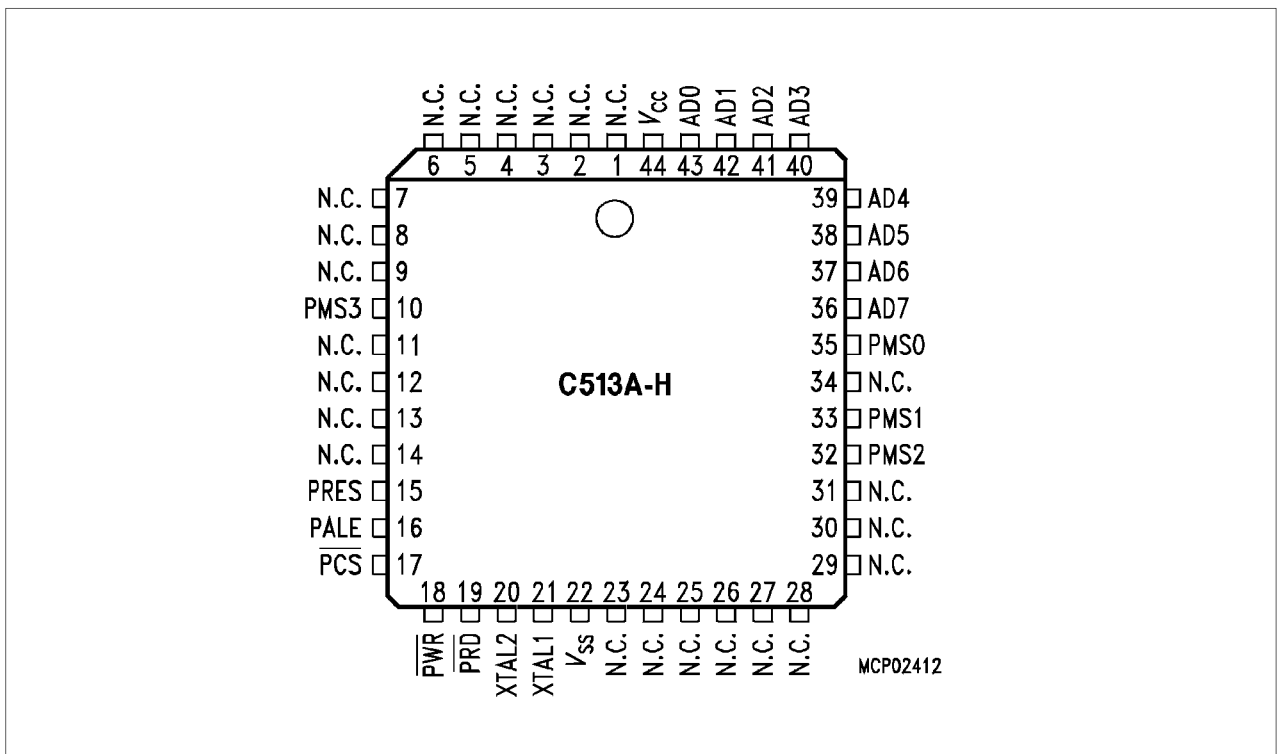 N.C. N.C. N.C. N.C. N.C. N.C. VCC AD0 AD1 AD2 AD3
6 5 4 3 2 1 44 43 42 41 40
N.C. 7 39 AD4
N.C. 8 38 AD5
N.C. 9 37 AD6
PMS3 10 36 AD7
N.C. 11 35 PMS0
N.C. 12 C513A-H 34 N.C.
N.C. 13 33 PMS1
N.C. 14 32 PMS2
PRES 15 31 N.C.
PALE 16 30 N.C.
PCS 17 29 N.C.
18 19 20 21 22 23 24 25 26 27 28
PWR PRD XTAL2 XTAL1 VSS N.C. N.C. N.C. N.C. N.C. N.C.
MCP02412